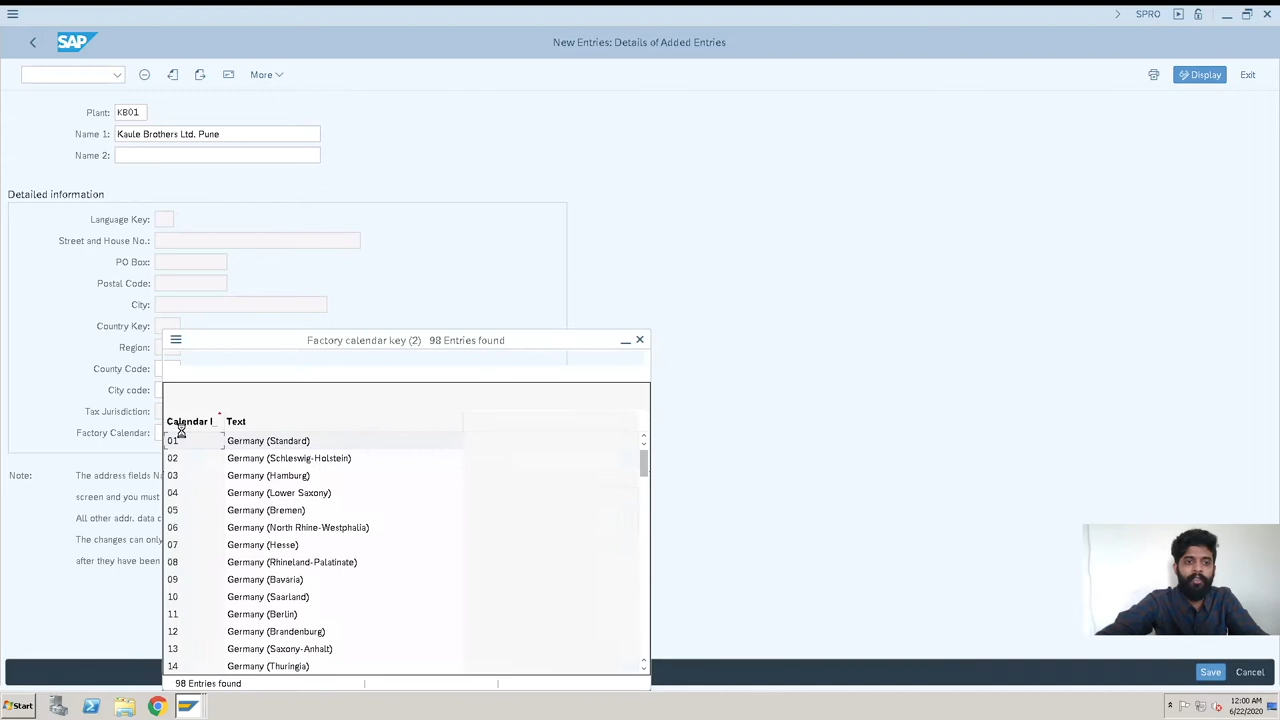 SPRO
SAP
New Entries: Details of Added Entries
More
Display
Exit
Plant: KB01
Name 1: Kaule Brothers Ltd. Pune
Name 2:
Detailed information
Language Key:
Street and House No.:
PO Box:
Postal Code:
City:
Country Key:
Region:
County Code:
City code:
Tax Jurisdiction:
Factory Calendar:
Note: The address fields Na
screen and you must
All other addr. data c
The changes can only
after they have been
Factory calendar key (2) 98 Entries found
Calendar I Text
01 Germany (Standard)
02 Germany (Schleswig-Holstein)
03 Germany (Hamburg)
04 Germany (Lower Saxony)
05 Germany (Bremen)
06 Germany (North Rhine-Westphalia)
07 Germany (Hesse)
08 Germany (Rhineland-Palatinate)
09 Germany (Bavaria)
10 Germany (Saarland)
11 Germany (Berlin)
12 Germany (Brandenburg)
13 Germany (Saxony-Anhalt)
14 Germany (Thuringia)
98 Entries found
Save
Cancel
Start
12:00 AM
6/22/2020